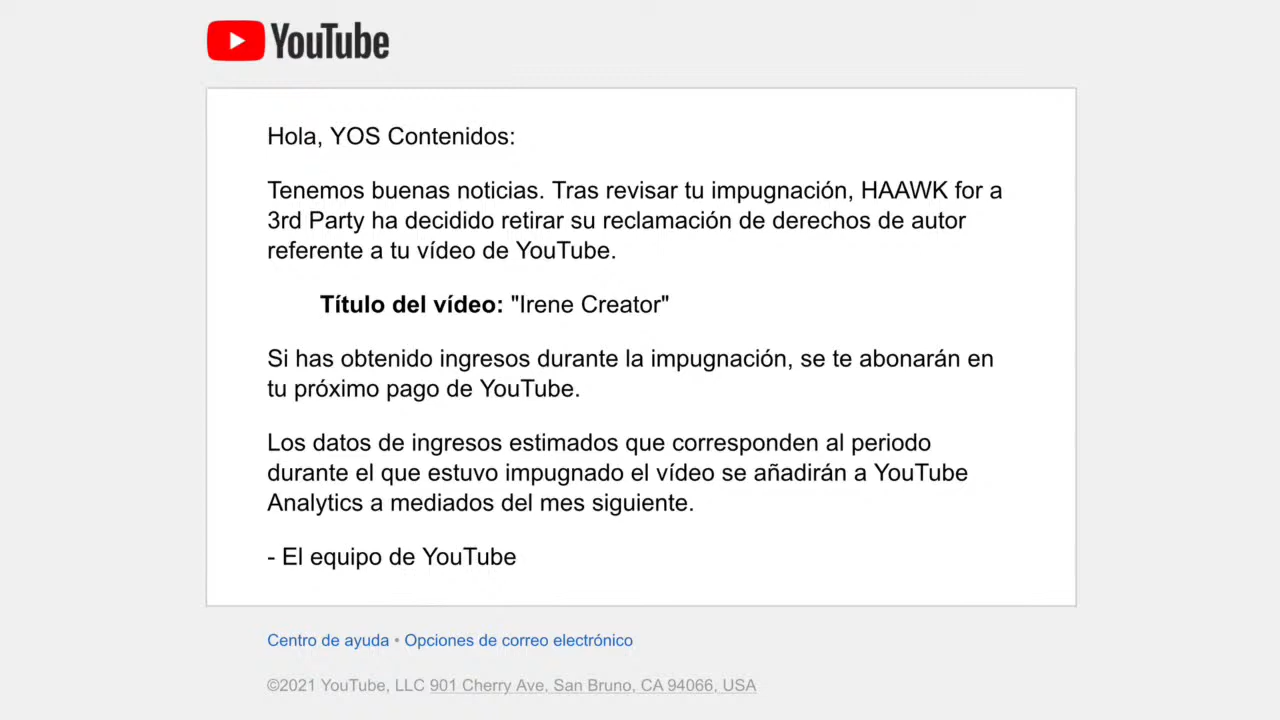 YouTube
Hola, YOS Contenidos:
Tenemos buenas noticias. Tras revisar tu impugnación, HAAWK for a
3rd Party ha decidido retirar su reclamación de derechos de autor
referente a tu vídeo de YouTube.
Título del vídeo: "Irene Creator"
Si has obtenido ingresos durante la impugnación, se te abonarán en
tu próximo pago de YouTube.
Los datos de ingresos estimados que corresponden al periodo
durante el que estuvo impugnado el vídeo se añadirán a YouTube
Analytics a mediados del mes siguiente.
- El equipo de YouTube
Centro de ayuda • Opciones de correo electrónico
©2021 YouTube, LLC 901 Cherry Ave, San Bruno, CA 94066, USA